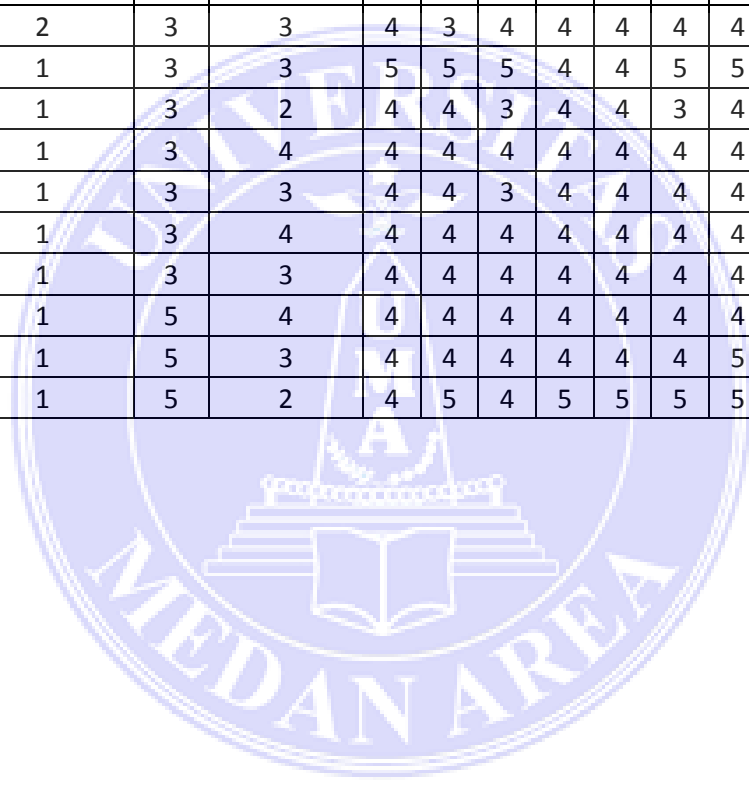 2 3 3 4 3 4 4 4 4 4
1 3 3 5 5 5 4 4 5 5
1 3 2 4 4 3 4 4 3 4
1 3 4 4 4 4 4 4 4 4
1 3 3 4 4 3 4 4 4 4
1 3 4 4 4 4 4 4 4 4
1 3 3 4 4 4 4 4 4 4
1 5 4 4 4 4 4 4 4 4
1 5 3 4 4 4 4 4 4 5
1 5 2 4 5 4 5 5 5 5
UNIVERSITAS
UMA
MEDAN AREA